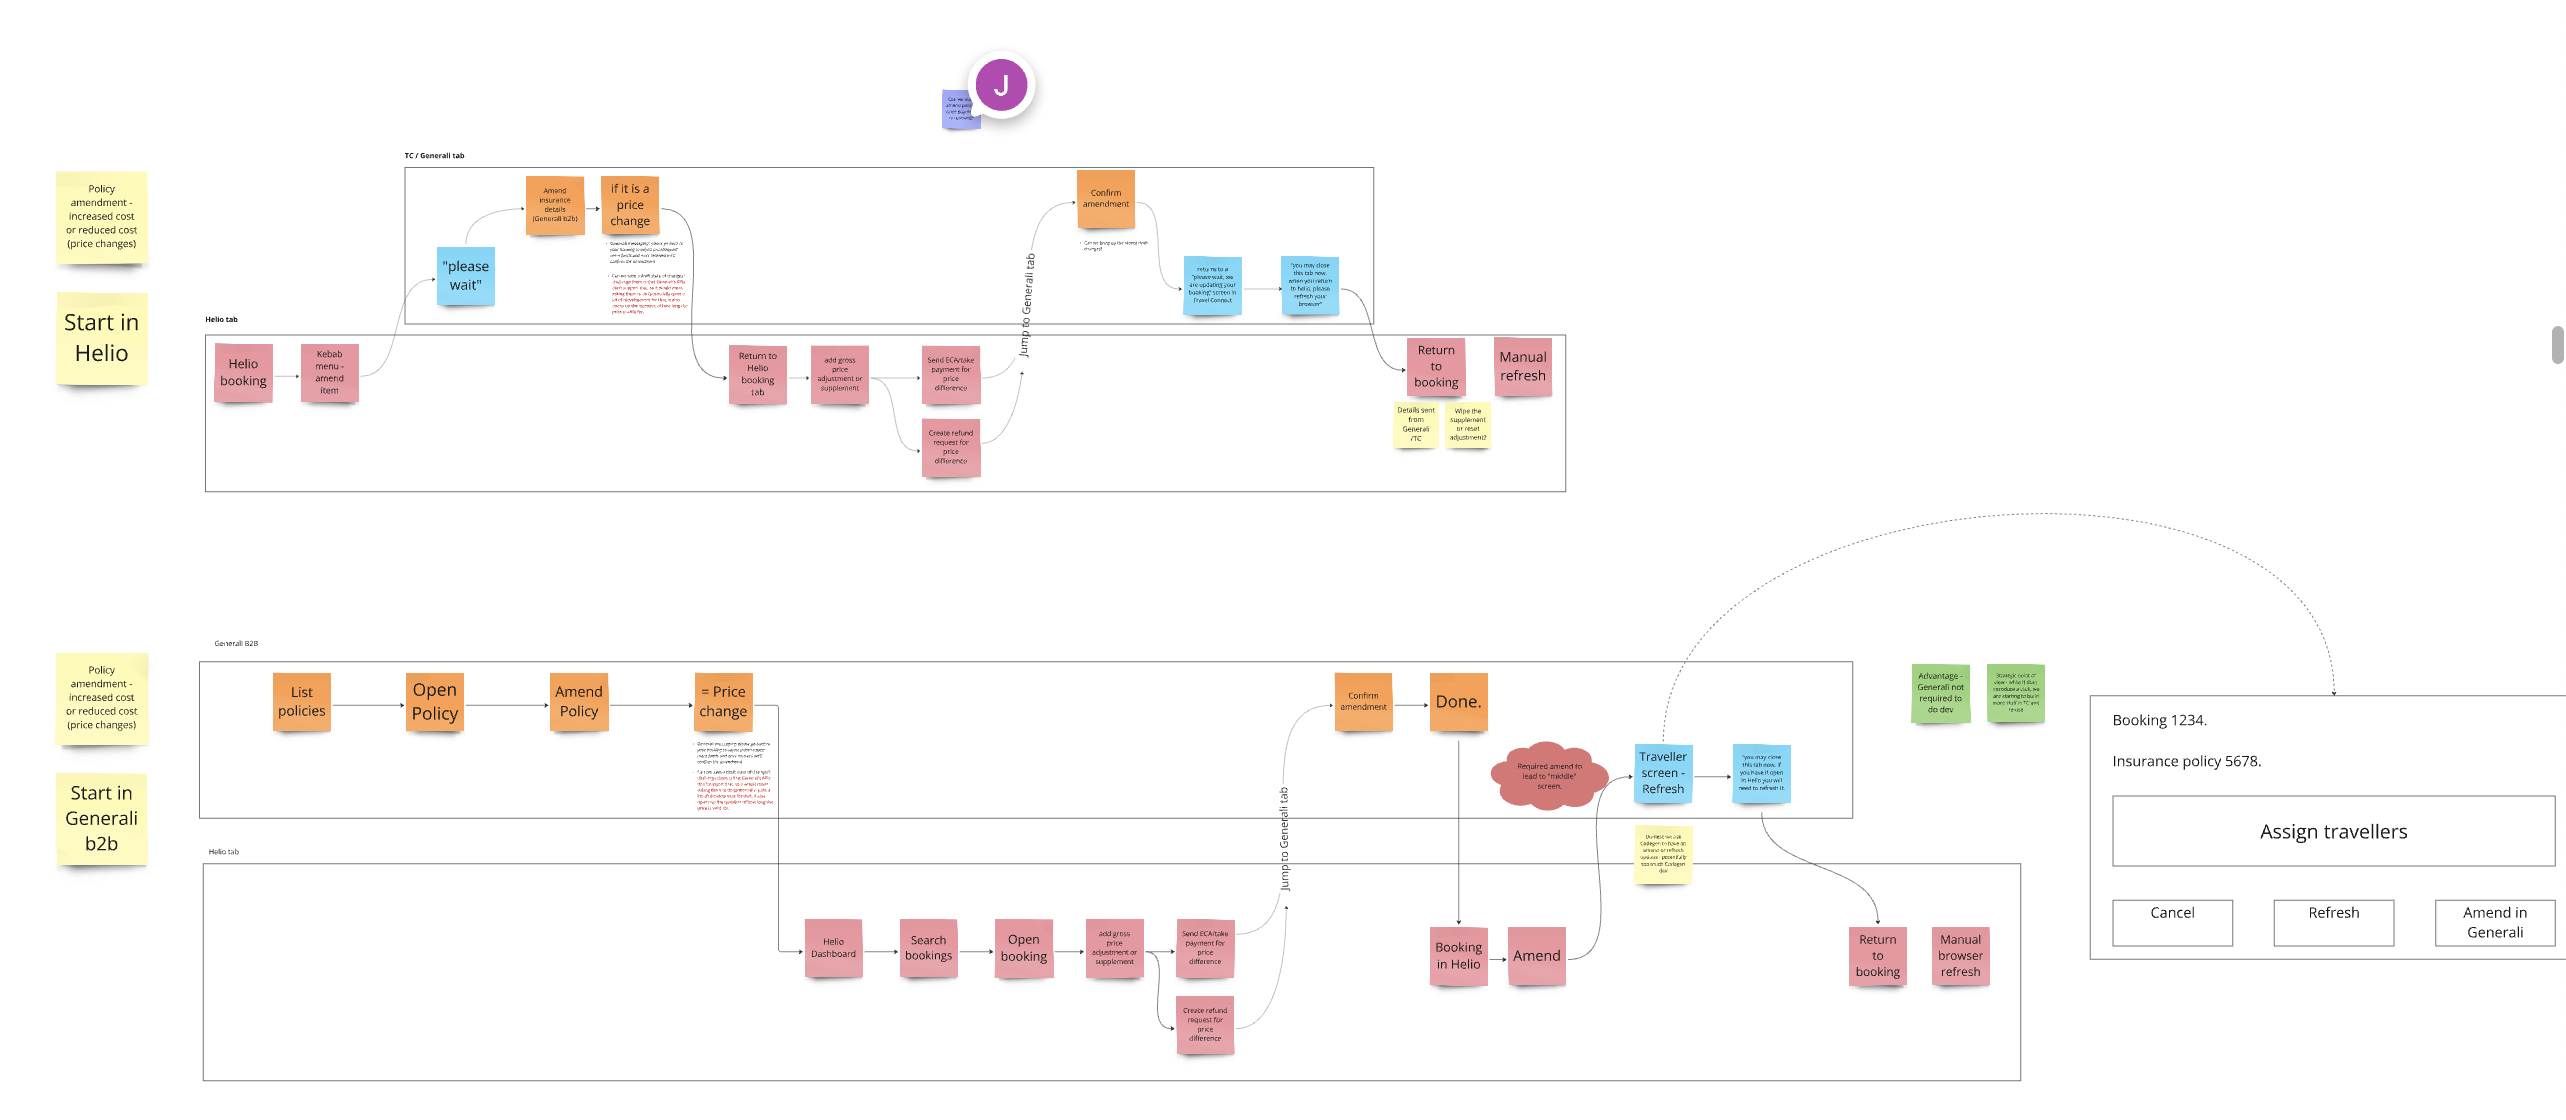 J
TC / Generali tab
Policy
amendment -
increased cost
or reduced cost
(price changes)
Start in
Helio
Amend
insurance
details
(Generali b2b)
if it is a
price
change
"please
wait"
Confirm
amendment
return to a
"please wait, we
are updating your
booking" screen in
Travel Connect
"you may close
this tab now.
when you return
to helio, please
refresh your
browser"
Jump to Generali tab
Helio tab
Helio
booking
Kebab
menu -
amend
item
Return to
Helio
booking
tab
add gross
price
adjustment or
supplement
Send ECA/take
payment for
price
difference
Create refund
request for
price
difference
Return
to
booking
Manual
refresh
Details sent
from
Generali
/TC
Wipe the
supplement
or reset
adjustment?
Generali B2B
Policy
amendment -
increased cost
or reduced cost
(price changes)
Start in
Generali
b2b
List
policies
Open
Policy
Amend
Policy
= Price
change
Confirm
amendment
Done.
Required amend to
lead to "middle"
screen.
Traveller
screen -
Refresh
"you may close
this tab now. If
you have it open
in Helio you will
need to refresh it.
Advantage -
Generali not
required to
do dev
Jump to Generali tab
Helio tab
Helio
Dashboard
Search
bookings
Open
booking
add gross
price
adjustment or
supplement
Send ECA/take
payment for
price
difference
Create refund
request for
price
difference
Booking
in Helio
Amend
Return
to
booking
Manual
browser
refresh
Booking 1234.
Insurance policy 5678.
Assign travellers
Cancel
Refresh
Amend in
Generali